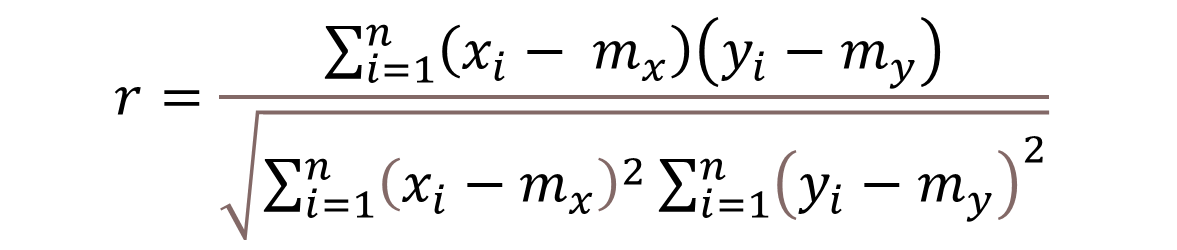 r = \frac{\sum_{i=1}^{n}(x_i - m_x)(y_i - m_y)}{\sqrt{\sum_{i=1}^{n}(x_i - m_x)^2 \sum_{i=1}^{n}(y_i - m_y)^2}}